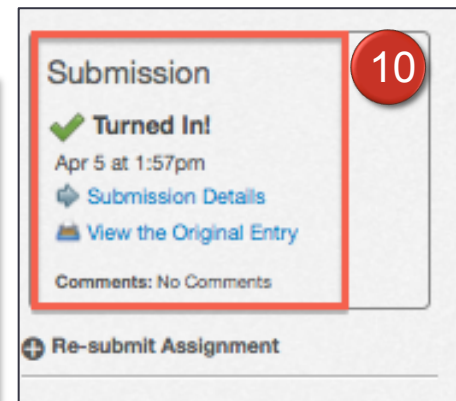 Submission
10
Turned In!
Apr 5 at 1:57pm
Submission Details
View the Original Entry
Comments: No Comments
Re-submit Assignment